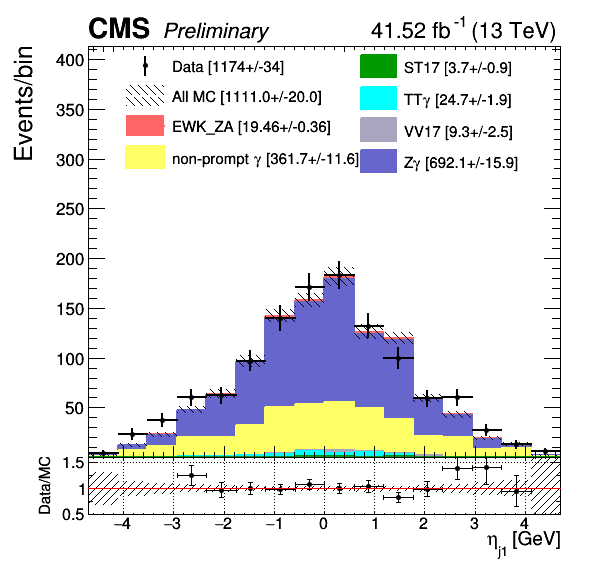 CMS Preliminary 41.52 fb⁻¹ (13 TeV)
Events/bin
400
350
300
250
200
150
100
50
Data [1174+/-34]
All MC [1111.0+/-20.0]
EWK_ZA [19.46+/-0.36]
non-prompt γ [361.7+/-11.6]
ST17 [3.7+/-0.9]
TTγ [24.7+/-1.9]
VV17 [9.3+/-2.5]
Zγ [692.1+/-15.9]
Data/MC
1.5
1
0.5
−4 −3 −2 −1 0 1 2 3 4
η_j1 [GeV]